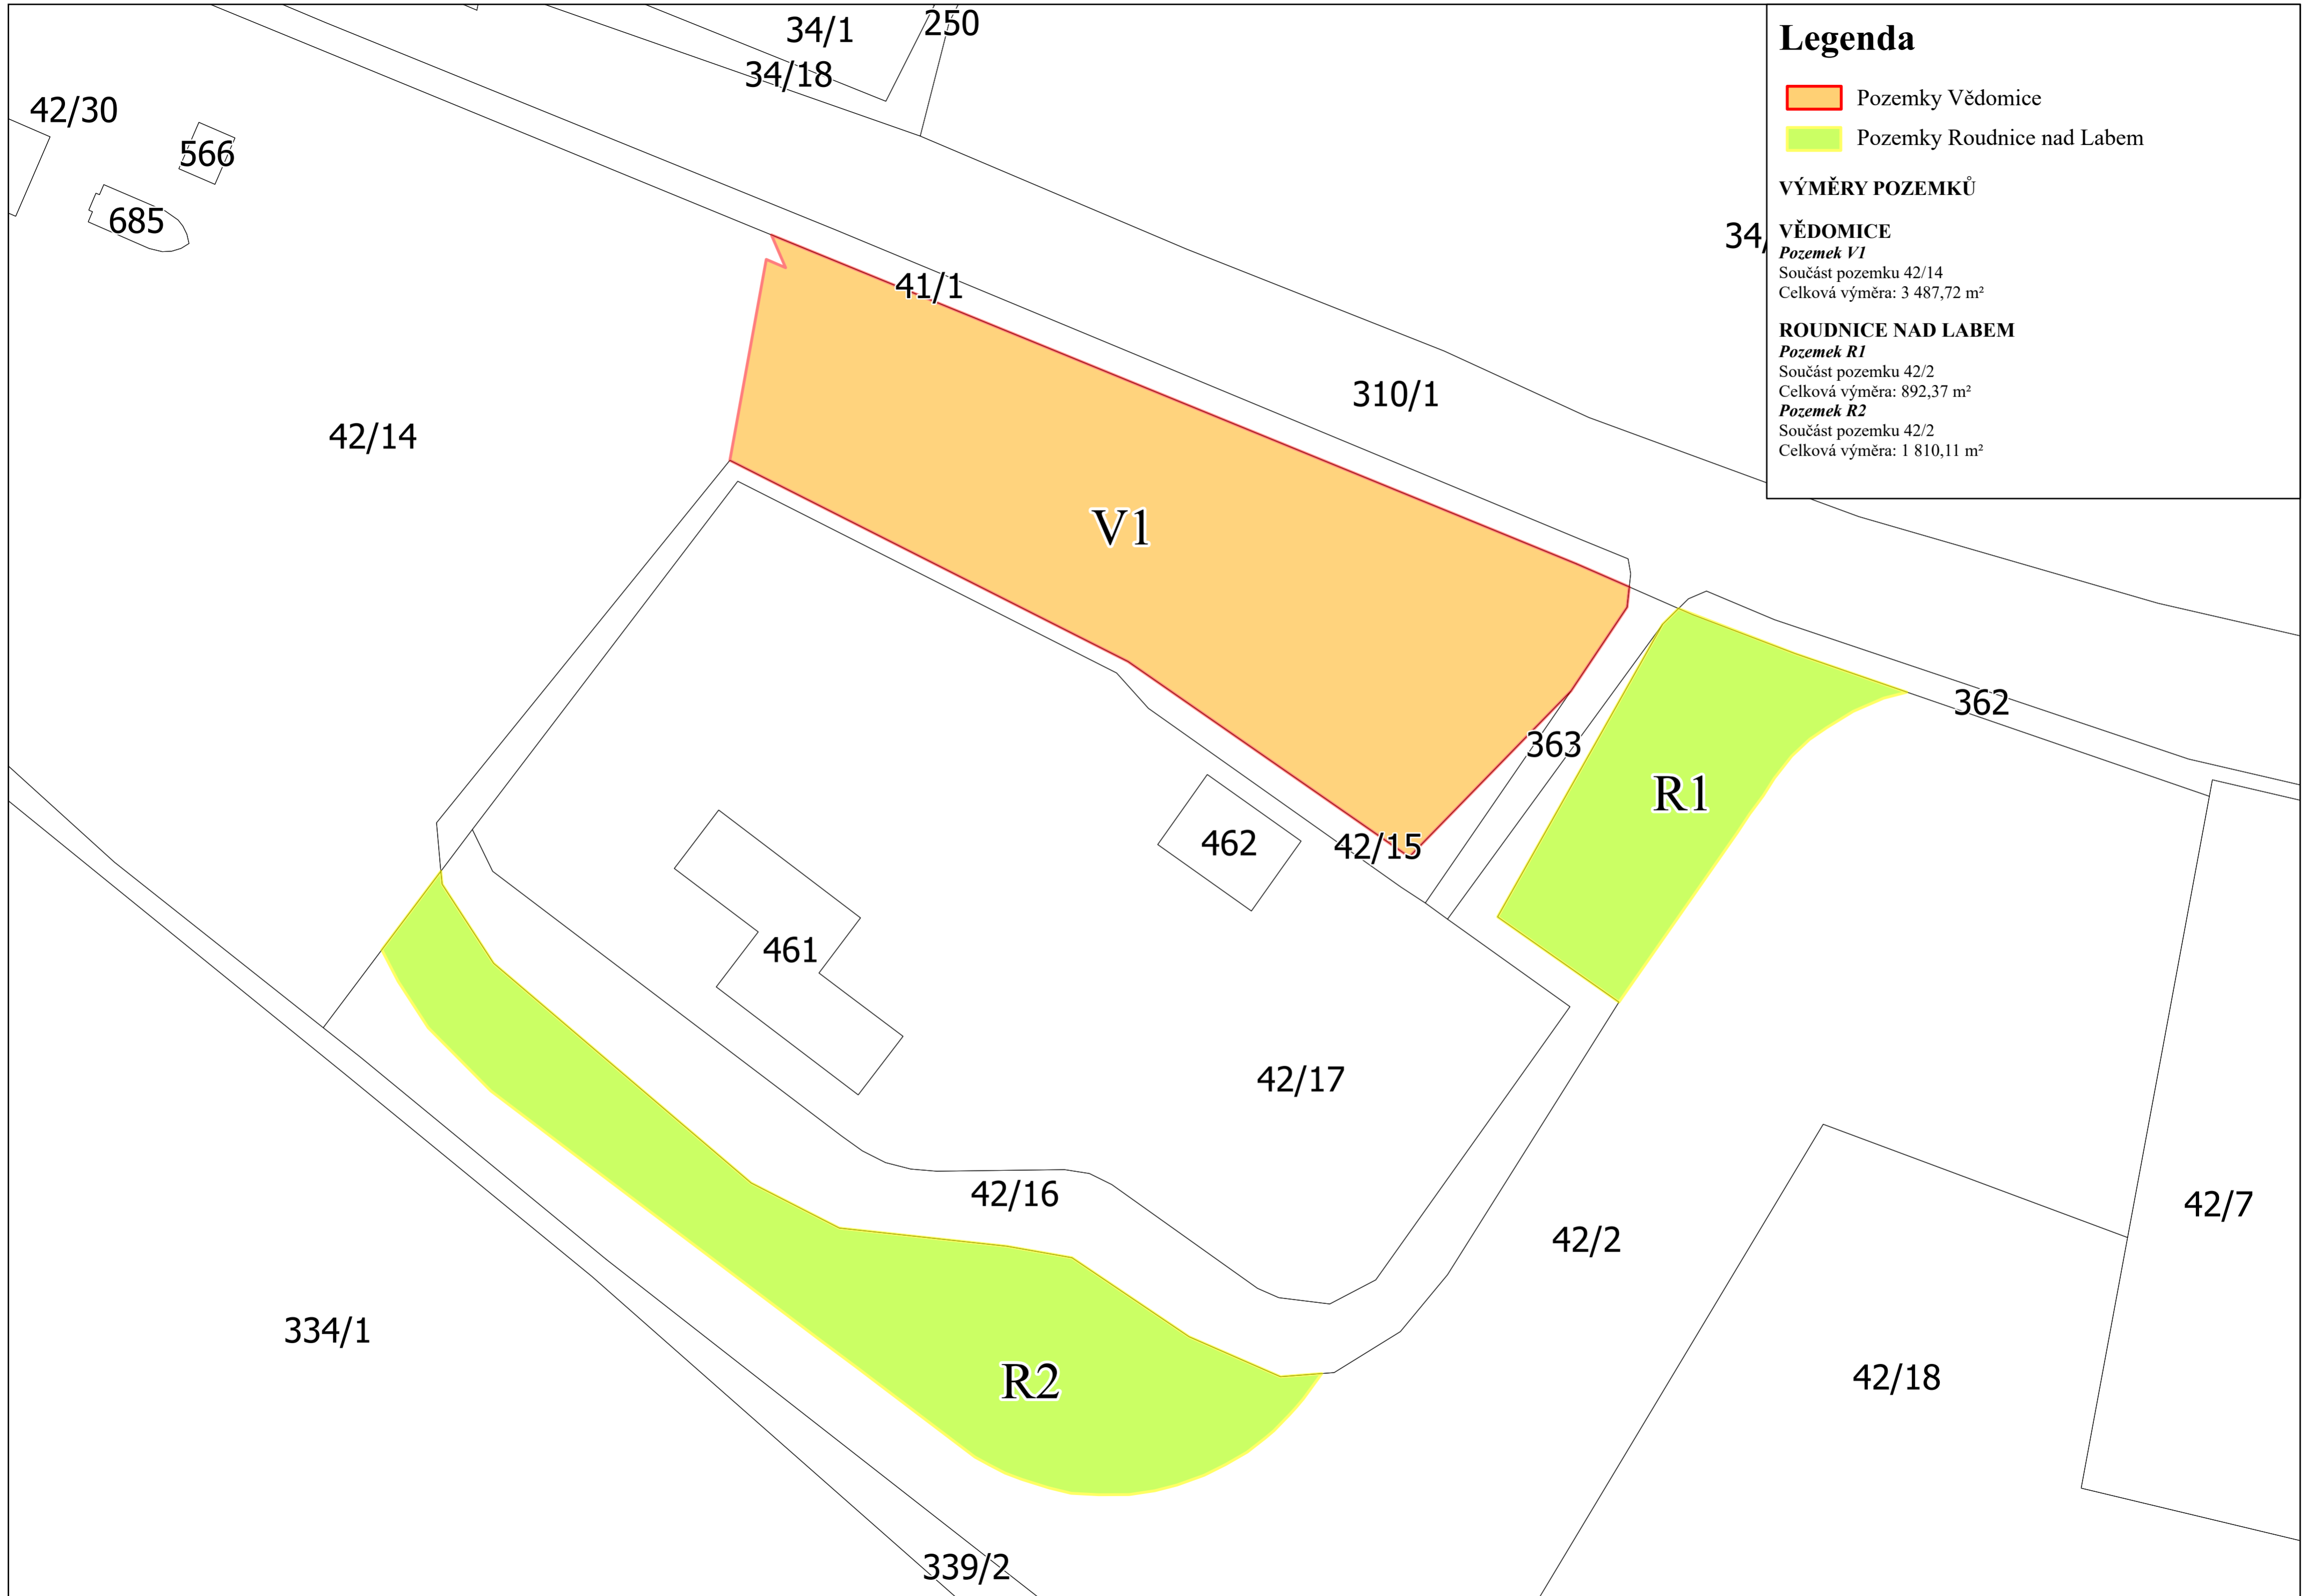 34/1
250
34/18
42/30
566
685
34/
41/1
310/1
42/14
V1
362
363
R1
462
42/15
461
42/17
42/16
42/7
42/2
334/1
R2
42/18
339/2
Legenda
Pozemky Vědomice
Pozemky Roudnice nad Labem
VÝMĚRY POZEMKŮ
VĚDOMICE
Pozemek V1
Součást pozemku 42/14
Celková výměra: 3 487,72 m²
ROUDNICE NAD LABEM
Pozemek R1
Součást pozemku 42/2
Celková výměra: 892,37 m²
Pozemek R2
Součást pozemku 42/2
Celková výměra: 1 810,11 m²